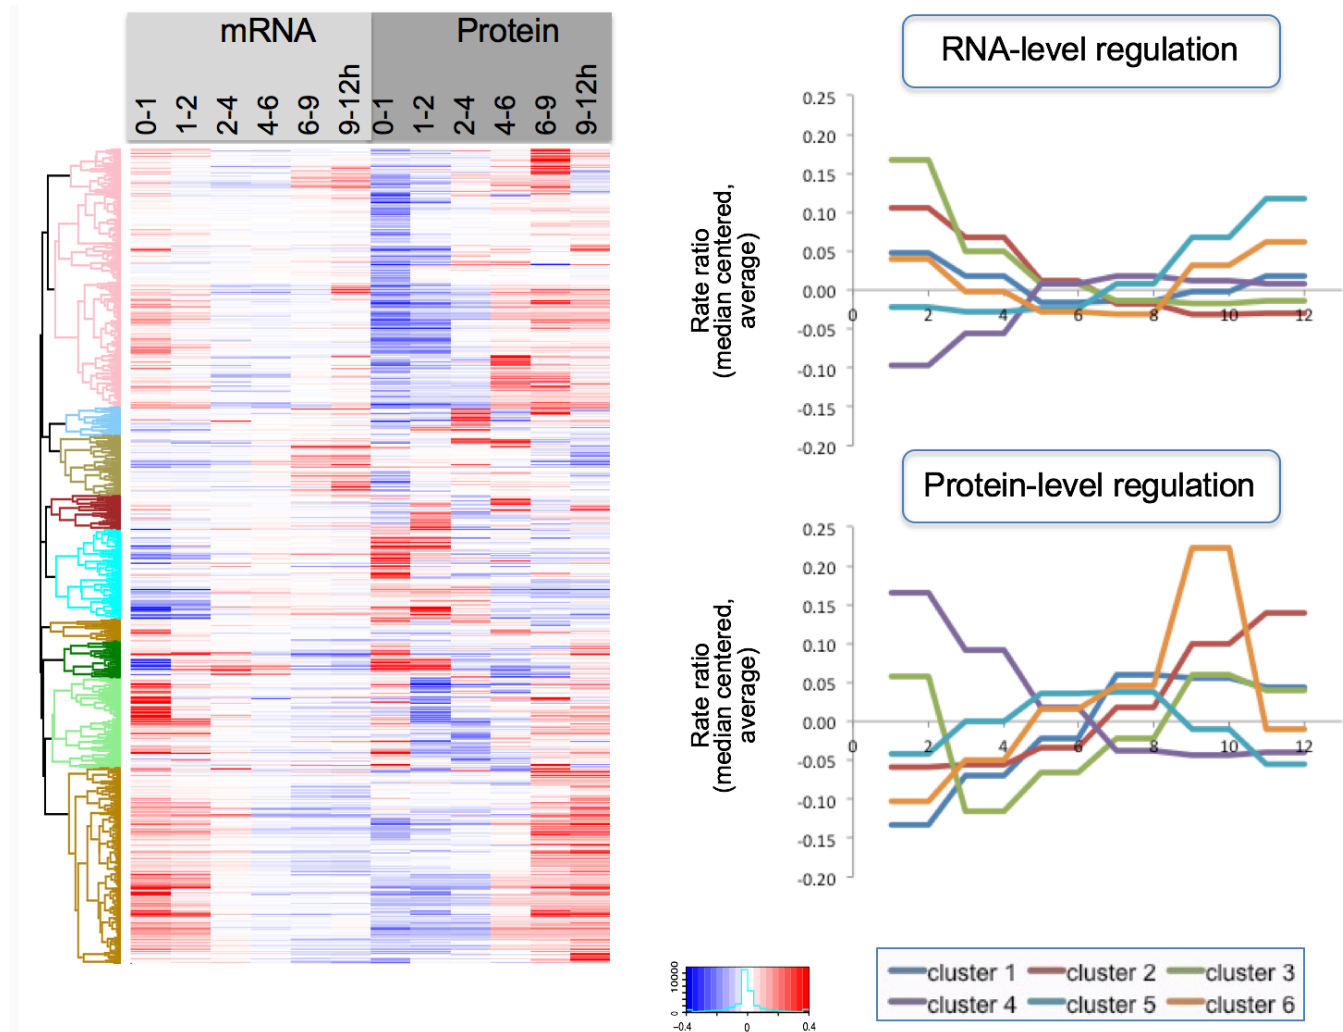 mRNA Protein
0-1 1-2 2-4 4-6 6-9 9-12h 0-1 1-2 2-4 4-6 6-9 9-12h
RNA-level regulation
Rate ratio
(median centered,
average)
0.25
0.20
0.15
0.10
0.05
0.00
-0.05
-0.10
-0.15
-0.20
0 2 4 6 8 10 12
Protein-level regulation
Rate ratio
(median centered,
average)
0.25
0.20
0.15
0.10
0.05
0.00
-0.05
-0.10
-0.15
-0.20
0 2 4 6 8 10 12
0 10000
-0.4 0 0.4
cluster 1 cluster 2 cluster 3
cluster 4 cluster 5 cluster 6